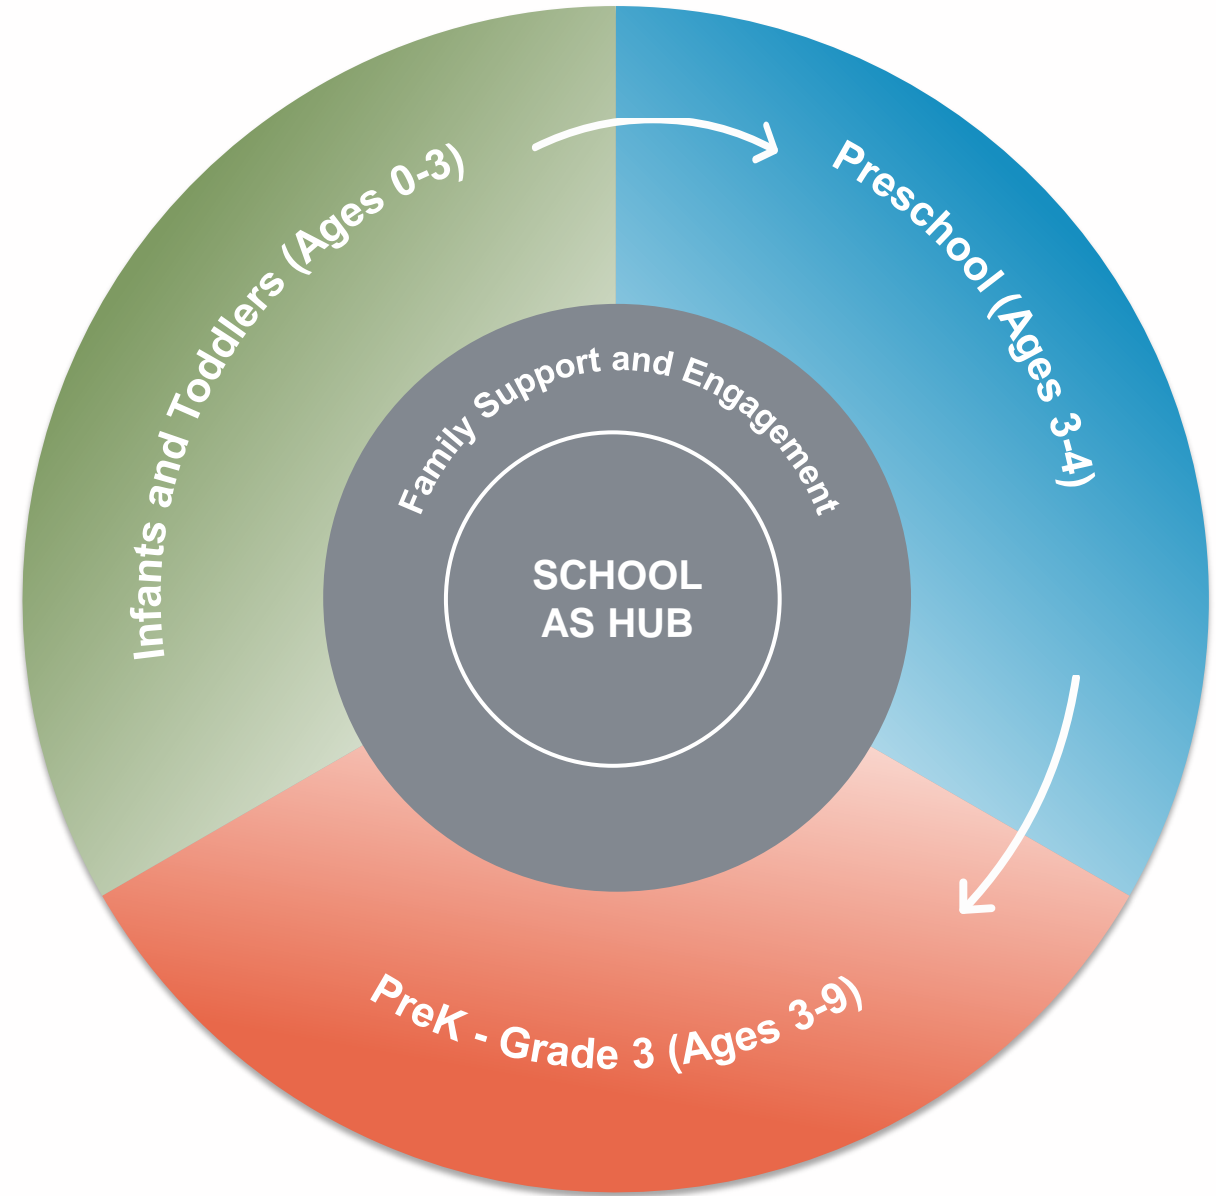 Infants and Toddlers (Ages 0-3)
Preschool (Ages 3-4)
PreK - Grade 3 (Ages 3-9)
Family Support and Engagement
SCHOOL
AS HUB